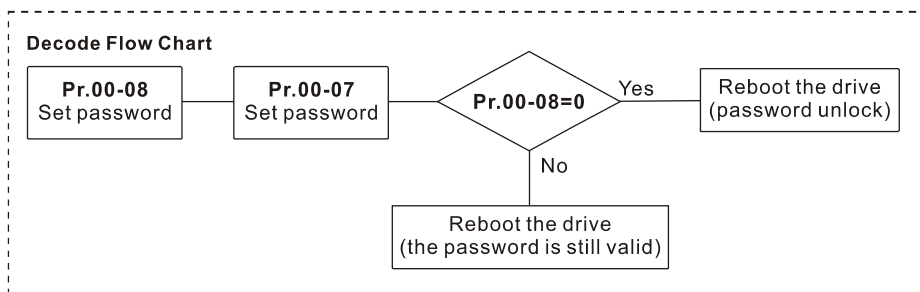 Decode Flow Chart
Pr.00-08
Set password
Pr.00-07
Set password
Pr.00-08=0
Yes
Reboot the drive
(password unlock)
No
Reboot the drive
(the password is still valid)